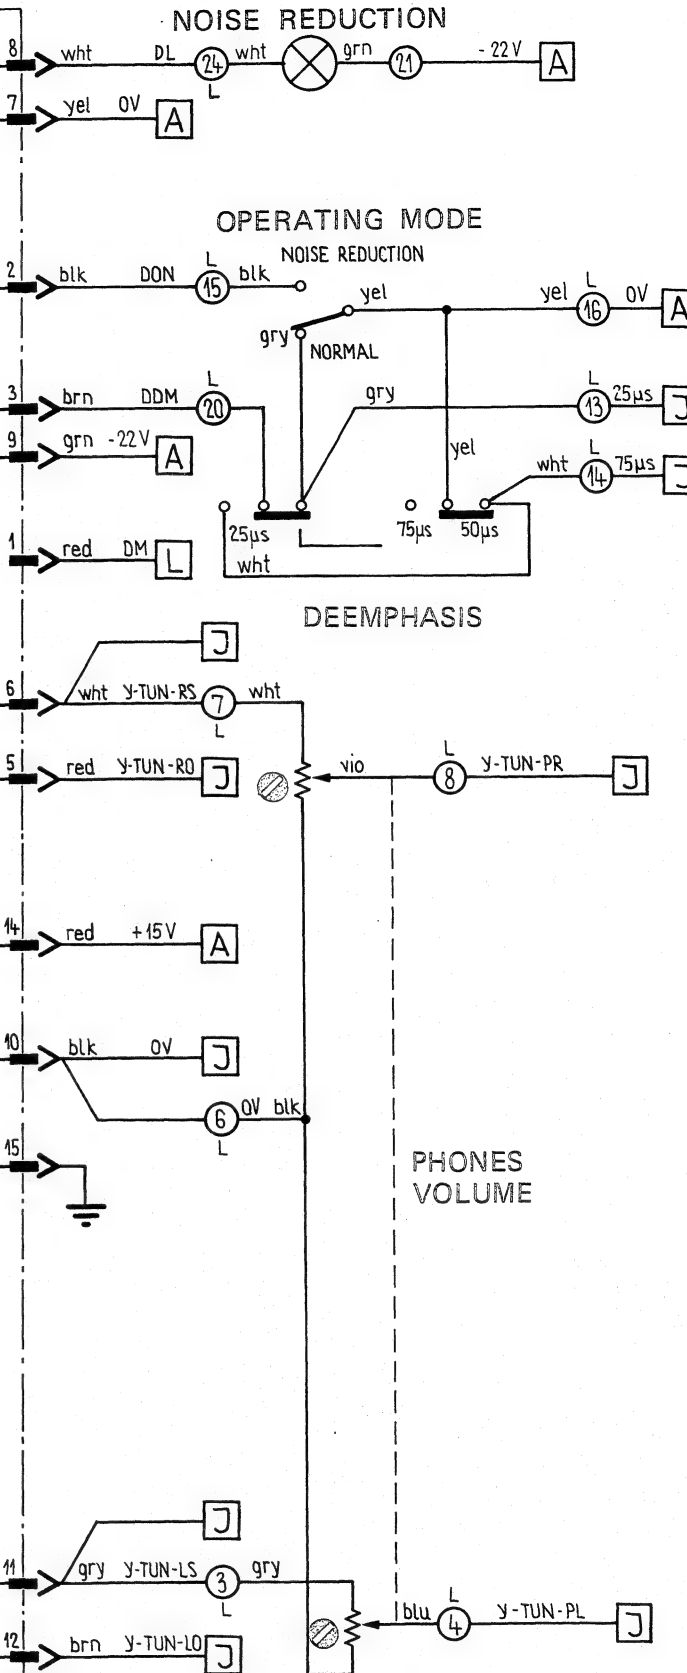 NOISE REDUCTION
8 wht DL 24 wht grn 21 -22V A
L
7 yel 0V A
OPERATING MODE
NOISE REDUCTION
L
2 blk DON 15 blk
yel yel L 16 0V A
gry NORMAL
3 brn DDM L 20
gry L 13 25µs J
9 grn -22V A
yel
wht L 14 75µs J
25µs 75µs 50µs
1 red DM L
wht
DEEMPHASIS
J
6 wht Y-TUN-RS 7 wht
L
5 red Y-TUN-RO J
vio L 8 Y-TUN-PR J
14 red +15V A
10 blk 0V J
6 0V blk
L
15
PHONES
VOLUME
J
11 gry Y-TUN-LS 3 gry
L
blu L 4 Y-TUN-PL J
12 brn Y-TUN-LO J